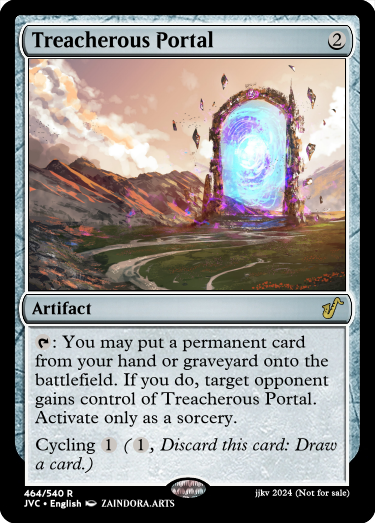 Treacherous Portal 2
Artifact
: You may put a permanent card
from your hand or graveyard onto the
battlefield. If you do, target opponent
gains control of Treacherous Portal.
Activate only as a sorcery.
Cycling 1 ( 1, Discard this card: Draw
a card.)
464/540 R
jjkv 2024 (Not for sale)
JVC • English ZAINDORA.ARTS